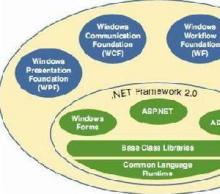 Windows
Communication
Foundation
(WCF)
Windows
Workflow
Foundation
(WF)
Windows
Presentation
Foundation
(WPF)
.NET Framework 2.0
ASP.NET
Windows
Forms
AD
Base Class Libraries
Common Language
Runtime